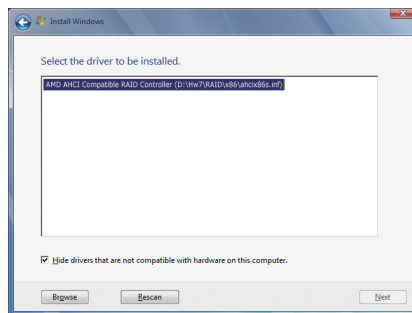 Install Windows
Select the driver to be installed.
AMD AHCI Compatible RAID Controller (D:\Hw7\RAID\x86\ahcix86s.inf)
Hide drivers that are not compatible with hardware on this computer.
Browse Rescan Next